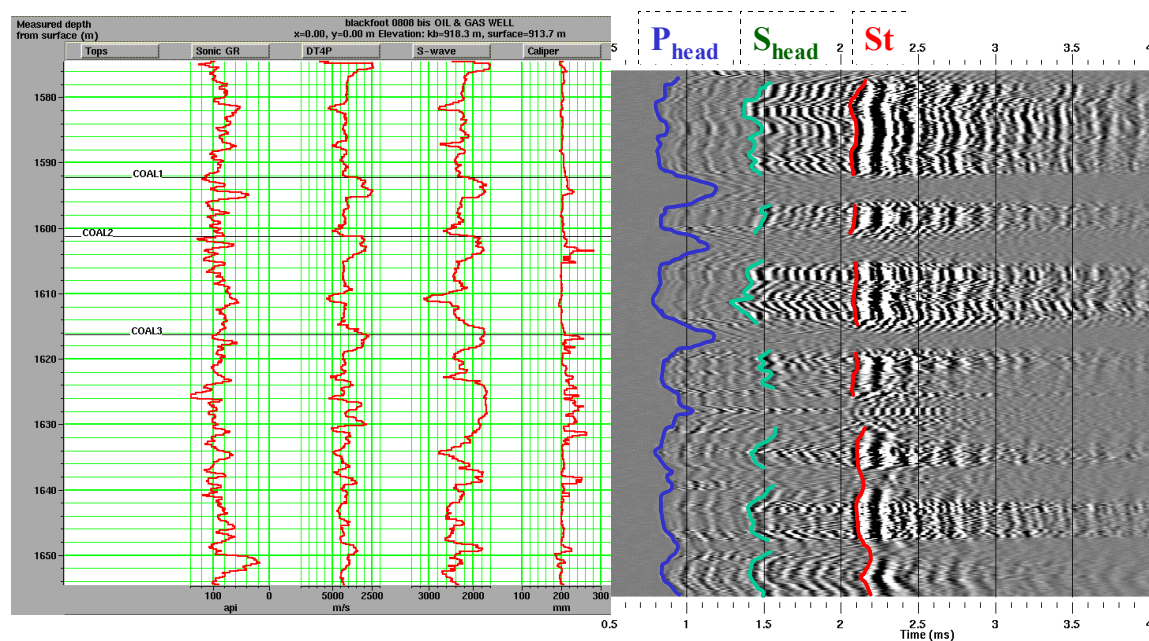 Measured depth
from surface (m)
blackfoot 0808 bis OIL & GAS WELL
x=0.00, y=0.00 m Elevation: kb=918.3 m, surface=913.7 m
Tops Sonic GR DT4P S-wave Caliper
1580
1590
COAL1
1600
COAL2
1610
COAL3
1620
1630
1640
1650
100 0 5000 2500 3000 2000 100 200 300
api m/s m/s mm
Phead Shead St
5 1 1.5 2 2.5 3 3.5 4
0.5 1 1.5 2 2.5 3 3.5 4
Time (ms)